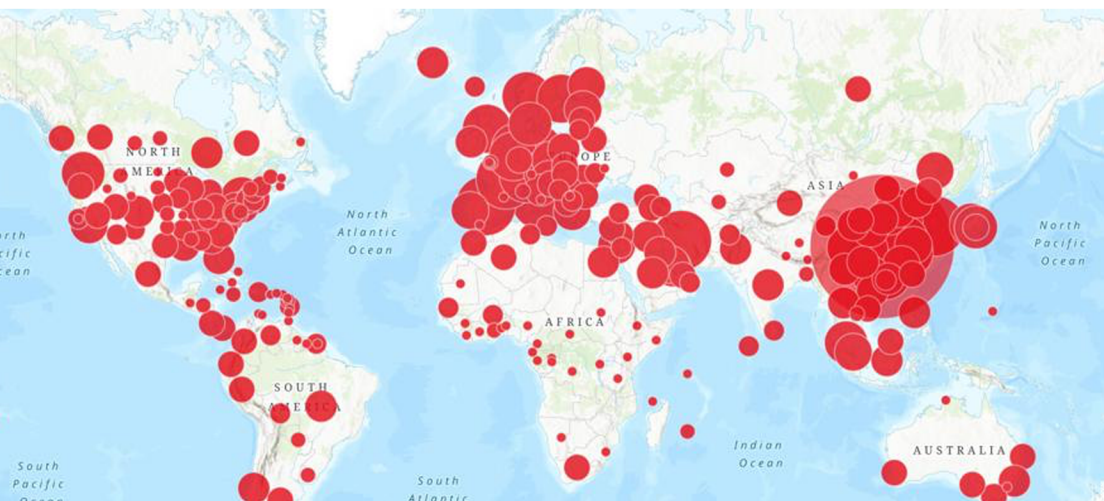 NORTH
AMERICA
North
Atlantic
Ocean
ASIA
North
Pacific
Ocean
AFRICA
SOUTH
AMERICA
Indian
Ocean
AUSTRALIA
South
Pacific
South
Atlantic